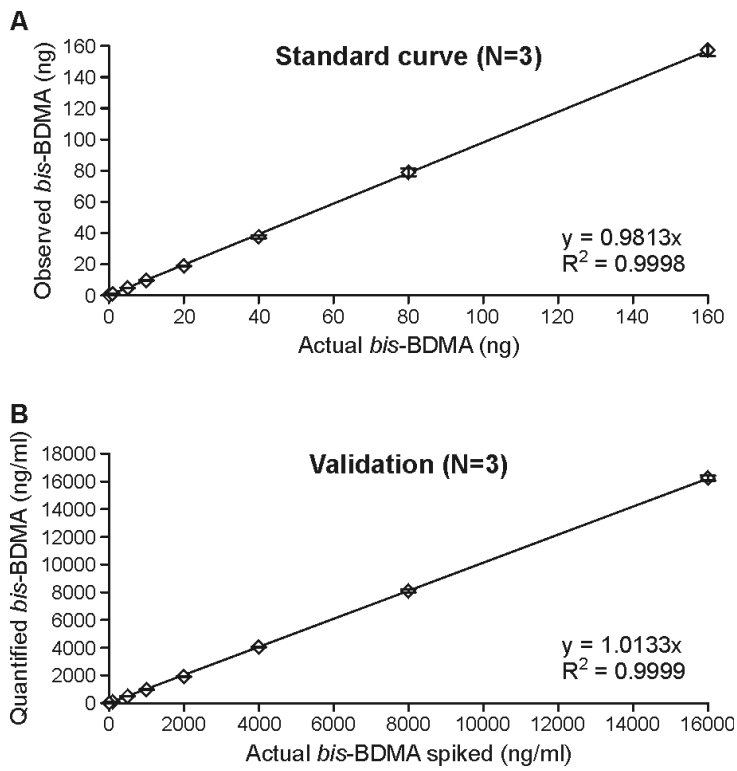 A
Standard curve (N=3)
Observed bis-BDMA (ng)
160
140
120
100
80
60
40
20
0
y = 0.9813x
R² = 0.9998
0 20 40 60 80 100 120 140 160
Actual bis-BDMA (ng)
B
Validation (N=3)
Quantified bis-BDMA (ng/ml)
18000
16000
14000
12000
10000
8000
6000
4000
2000
0
y = 1.0133x
R² = 0.9999
0 2000 4000 6000 8000 10000 12000 14000 16000
Actual bis-BDMA spiked (ng/ml)